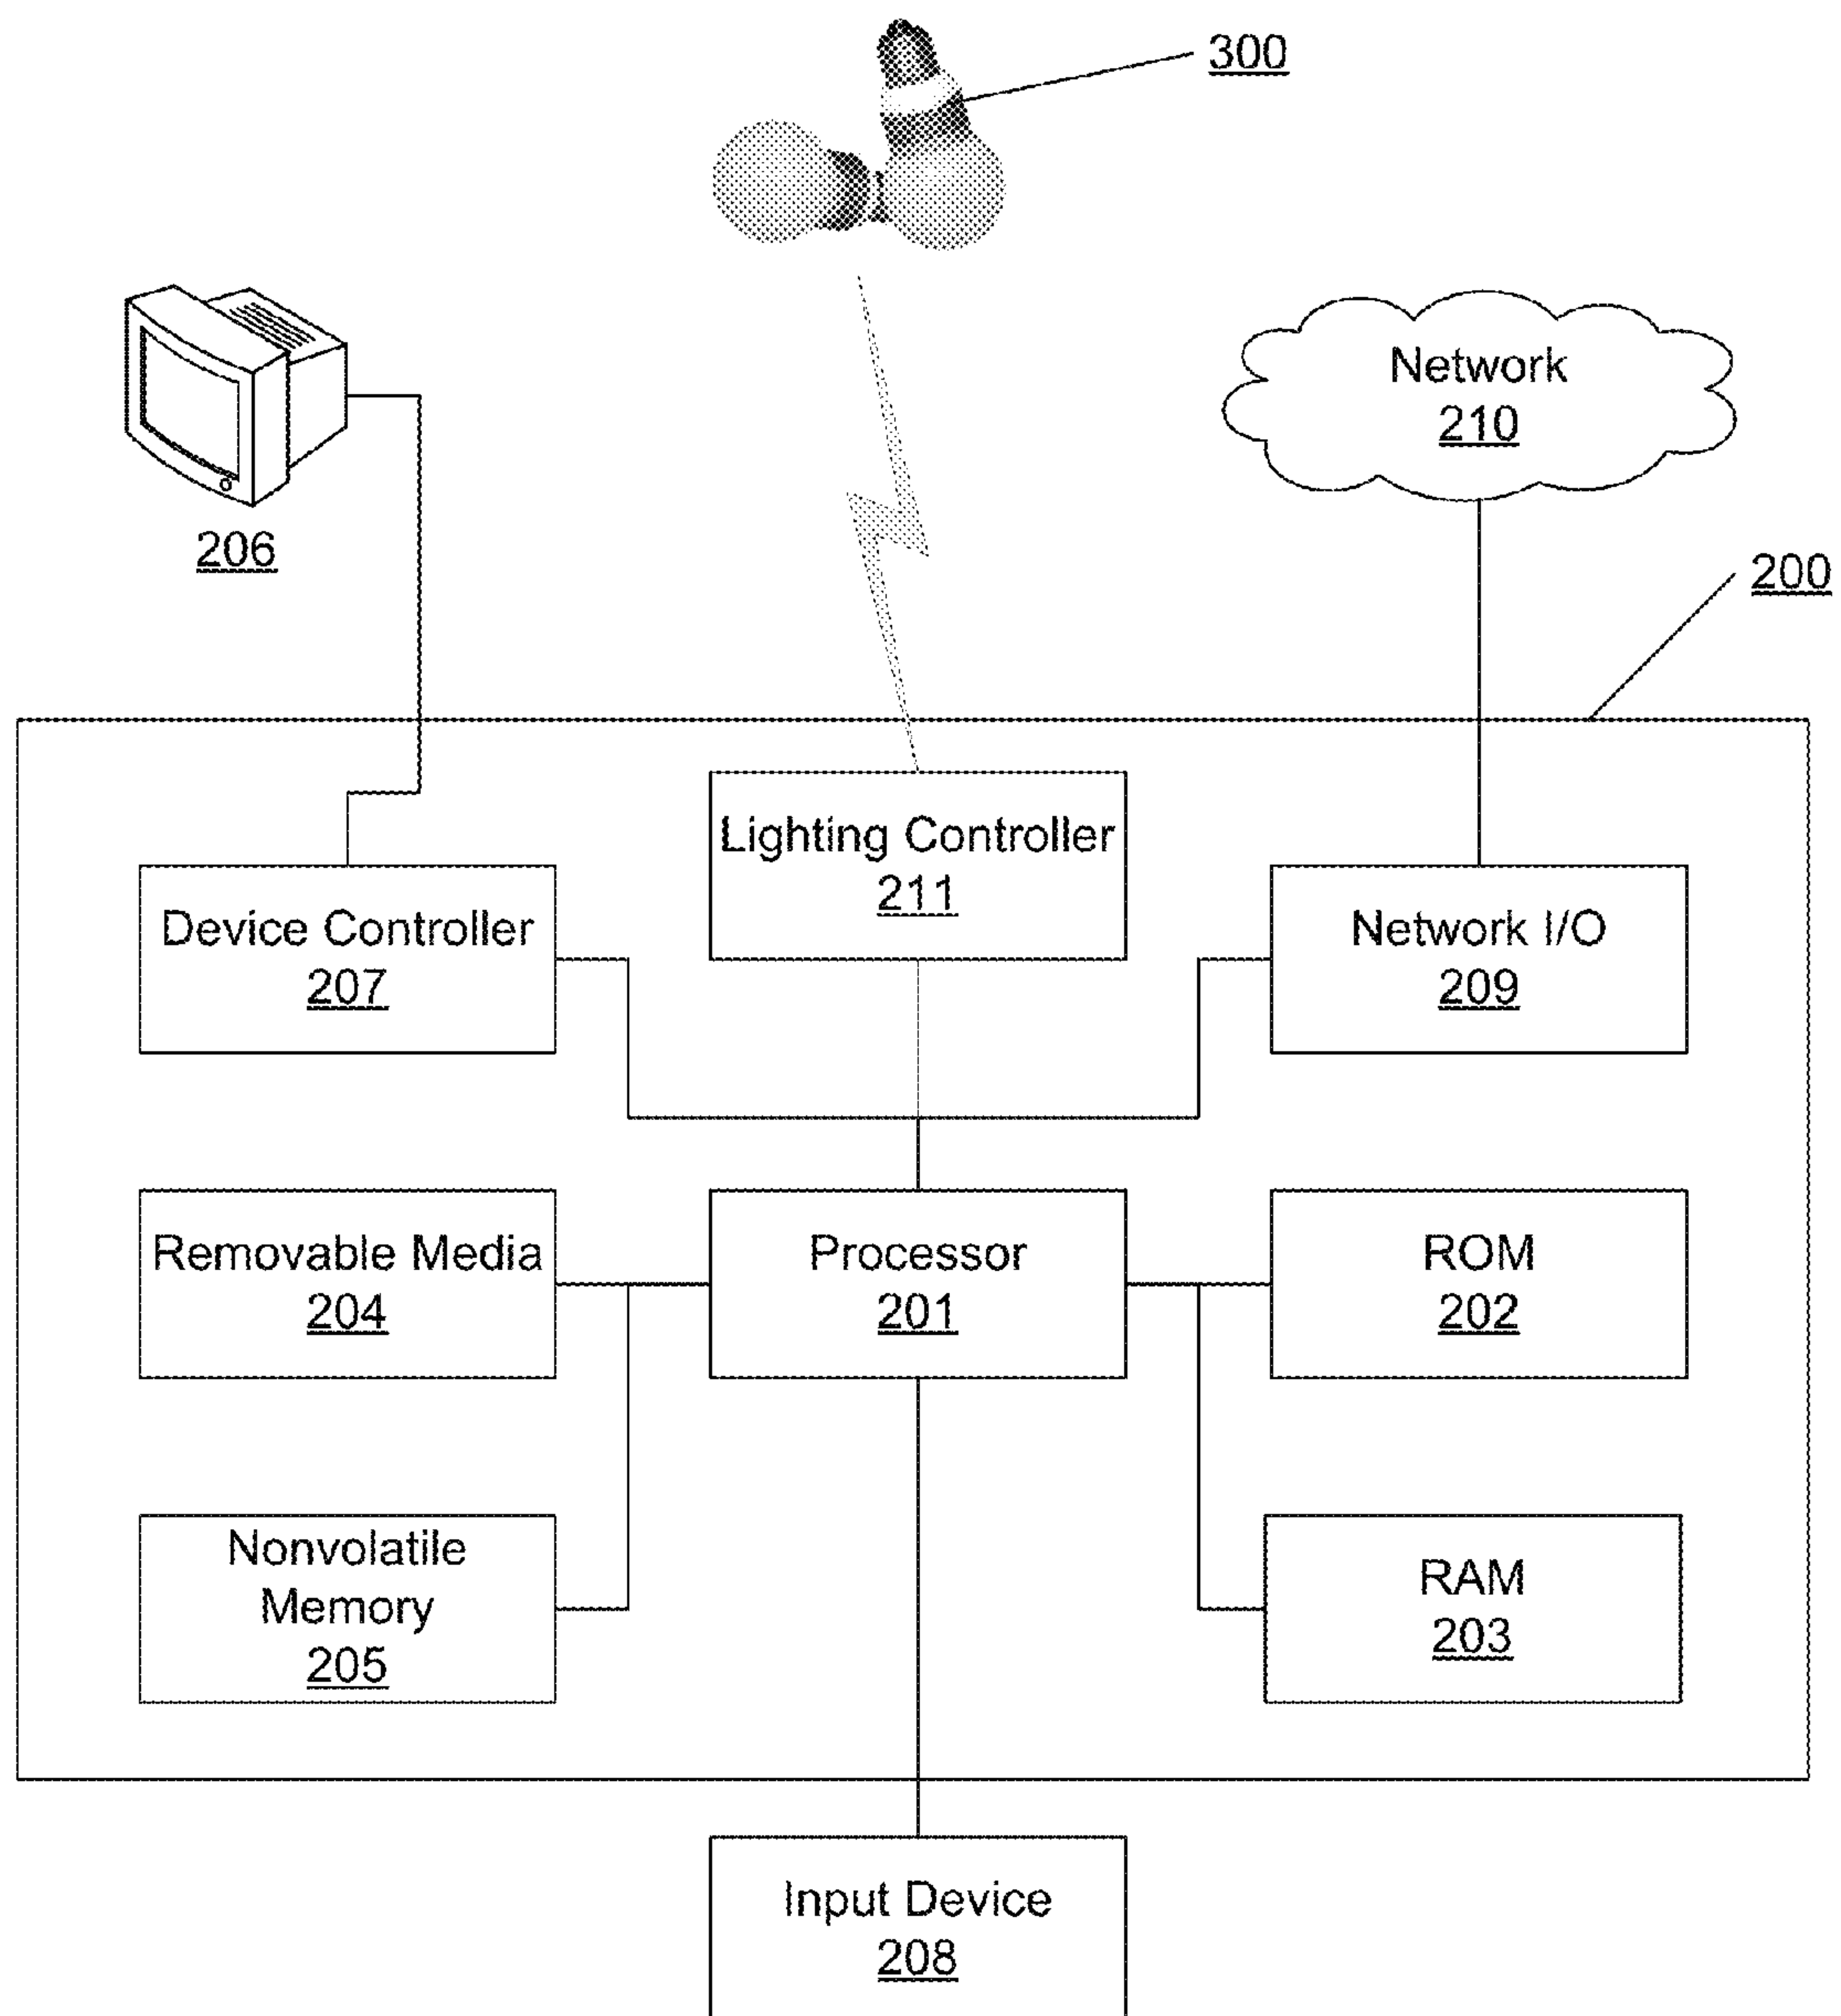 300
Network
210
206
200
Lighting Controller
211
Device Controller
207
Network I/O
209
Removable Media
204
Processor
201
ROM
202
Nonvolatile
Memory
205
RAM
203
Input Device
208